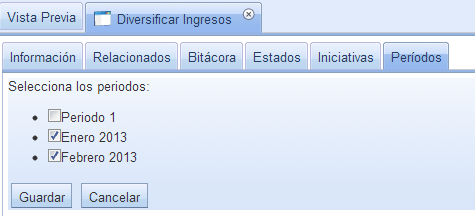 Vista Previa Diversificar Ingresos
Información Relacionados Bitácora Estados Iniciativas Períodos
Selecciona los periodos:
Periodo 1
Enero 2013
Febrero 2013
Guardar Cancelar